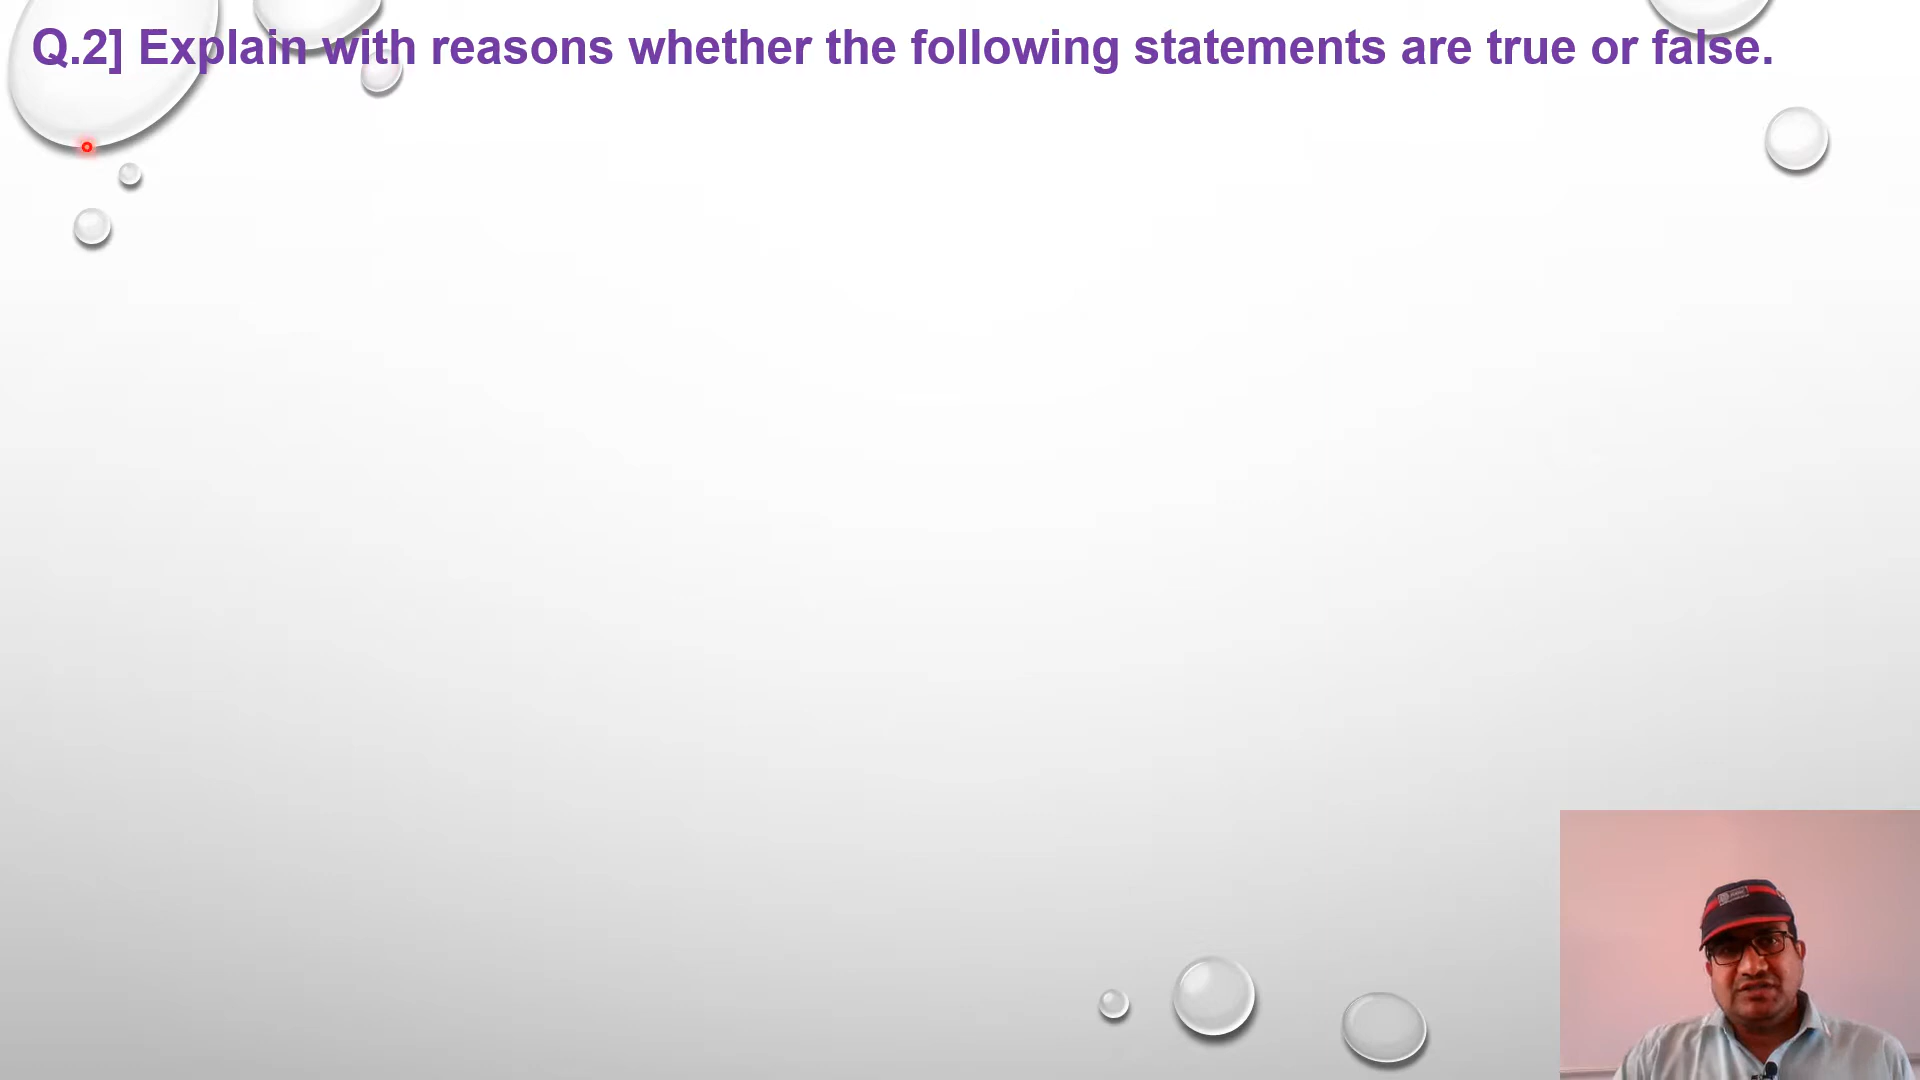 Q.2] Explain with reasons whether the following statements are true or false.